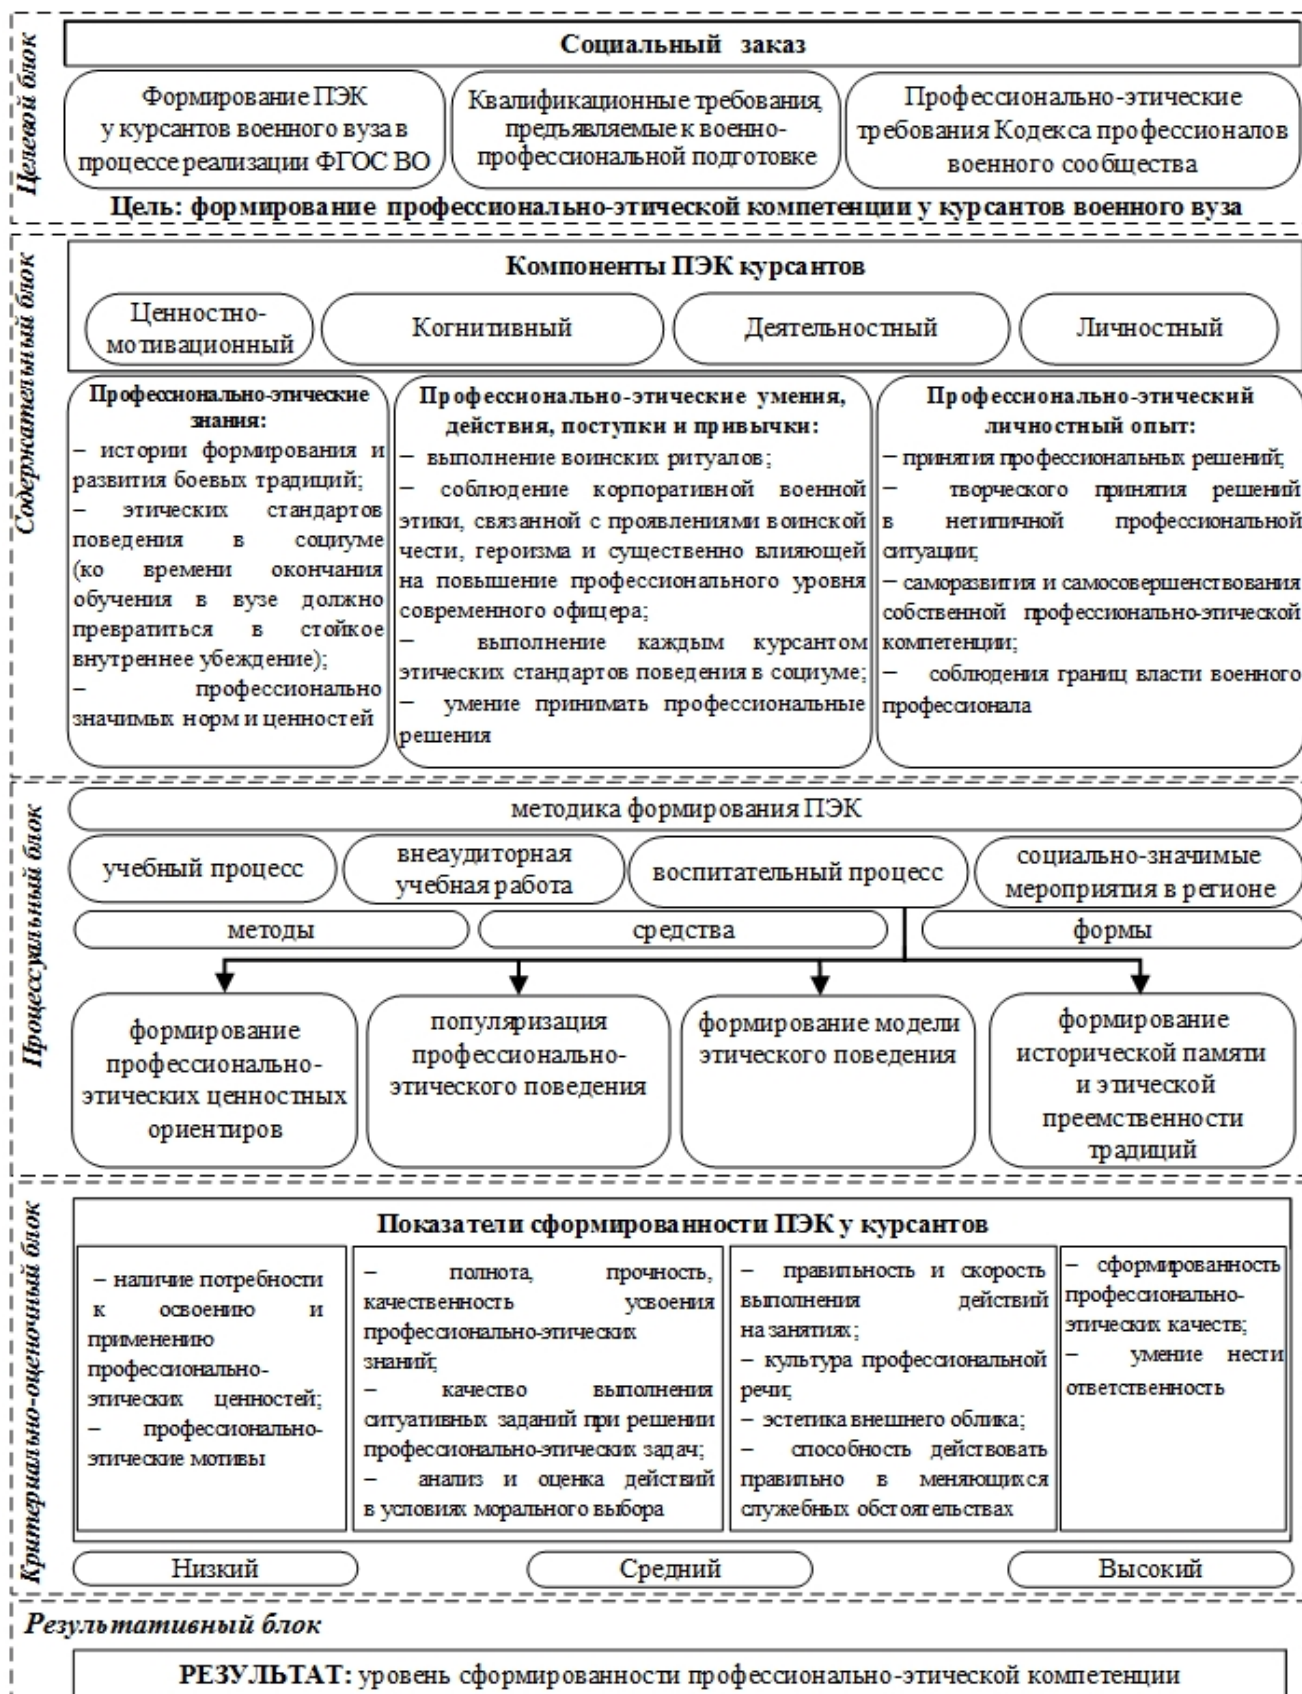 Целевой блок
Социальный заказ
Формирование ПЭК
у курсантов военного вуза в
процессе реализации ФГОС ВО
Квалификационные требования,
предъявляемые к военно-
профессиональной подготовке
Профессионально-этические
требования Кодекса профессионалов
военного сообщества
Цель: формирование профессионально-этической компетенции у курсантов военного вуза
Содержательный блок
Компоненты ПЭК курсантов
Ценностно-
мотивационный
Когнитивный
Деятельностный
Личностный
Профессионально-этические
знания:
– истории формирования и
развития боевых традиций;
– этических стандартов
поведения в социуме
(ко времени окончания
обучения в вузе должно
превратиться в стойкое
внутреннее убеждение);
– профессионально
значимых норм и ценностей
Профессионально-этические умения,
действия, поступки и привычки:
– выполнение воинских ритуалов;
– соблюдение корпоративной военной
этики, связанной с проявлениями воинской
чести, героизма и существенно влияющей
на повышение профессионального уровня
современного офицера;
– выполнение каждым курсантом
этических стандартов поведения в социуме;
– умение принимать профессиональные
решения
Профессионально-этический
личностный опыт:
– принятия профессиональных решений;
– творческого принятия решений
в нетипичной профессиональной
ситуации;
– саморазвития и самосовершенствования
собственной профессионально-этической
компетенции;
– соблюдения границ власти военного
профессионала
Процессуальный блок
методика формирования ПЭК
учебный процесс
внеаудиторная
учебная работа
воспитательный процесс
социально-значимые
мероприятия в регионе
методы
средства
формы
формирование
профессионально-
этических ценностных
ориентиров
популяризация
профессионально-
этического поведения
формирование модели
этического поведения
формирование
исторической памяти
и этической
преемственности
традиций
Критериально-оценочный блок
Показатели сформированности ПЭК у курсантов
– наличие потребности
к освоению и
применению
профессионально-
этических ценностей;
– профессионально-
этические мотивы
– полнота, прочность,
качественность усвоения
профессионально-этических
знаний;
– качество выполнения
ситуативных заданий при решении
профессионально-этических задач;
– анализ и оценка действий
в условиях морального выбора
– правильность и скорость
выполнения действий
на занятиях;
– культура профессиональной
речи;
– эстетика внешнего облика;
– способность действовать
правильно в меняющихся
служебных обстоятельствах
– сформированность
профессионально-
этических качеств;
– умение нести
ответственность
Низкий
Средний
Высокий
Результативный блок
РЕЗУЛЬТАТ: уровень сформированности профессионально-этической компетенции